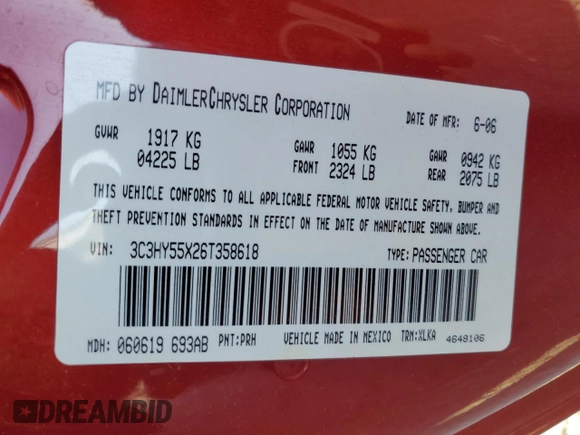 MFD BY DAIMLERCHRYSLER CORPORATION DATE OF MFR: 6-06
GVWR 1917 KG GAWR 1055 KG GAWR 0942 KG
04225 LB FRONT 2324 LB REAR 2075 LB
THIS VEHICLE CONFORMS TO ALL APPLICABLE FEDERAL MOTOR VEHICLE SAFETY, BUMPER AND
THEFT PREVENTION STANDARDS IN EFFECT ON THE DATE OF MANUFACTURE SHOWN ABOVE.
VIN: 3C3HY55X26T358618 TYPE: PASSENGER CAR
MDH: 060619 693AB PNT: PRH VEHICLE MADE IN MEXICO TRM: XLKA 4648106
DREAMBID